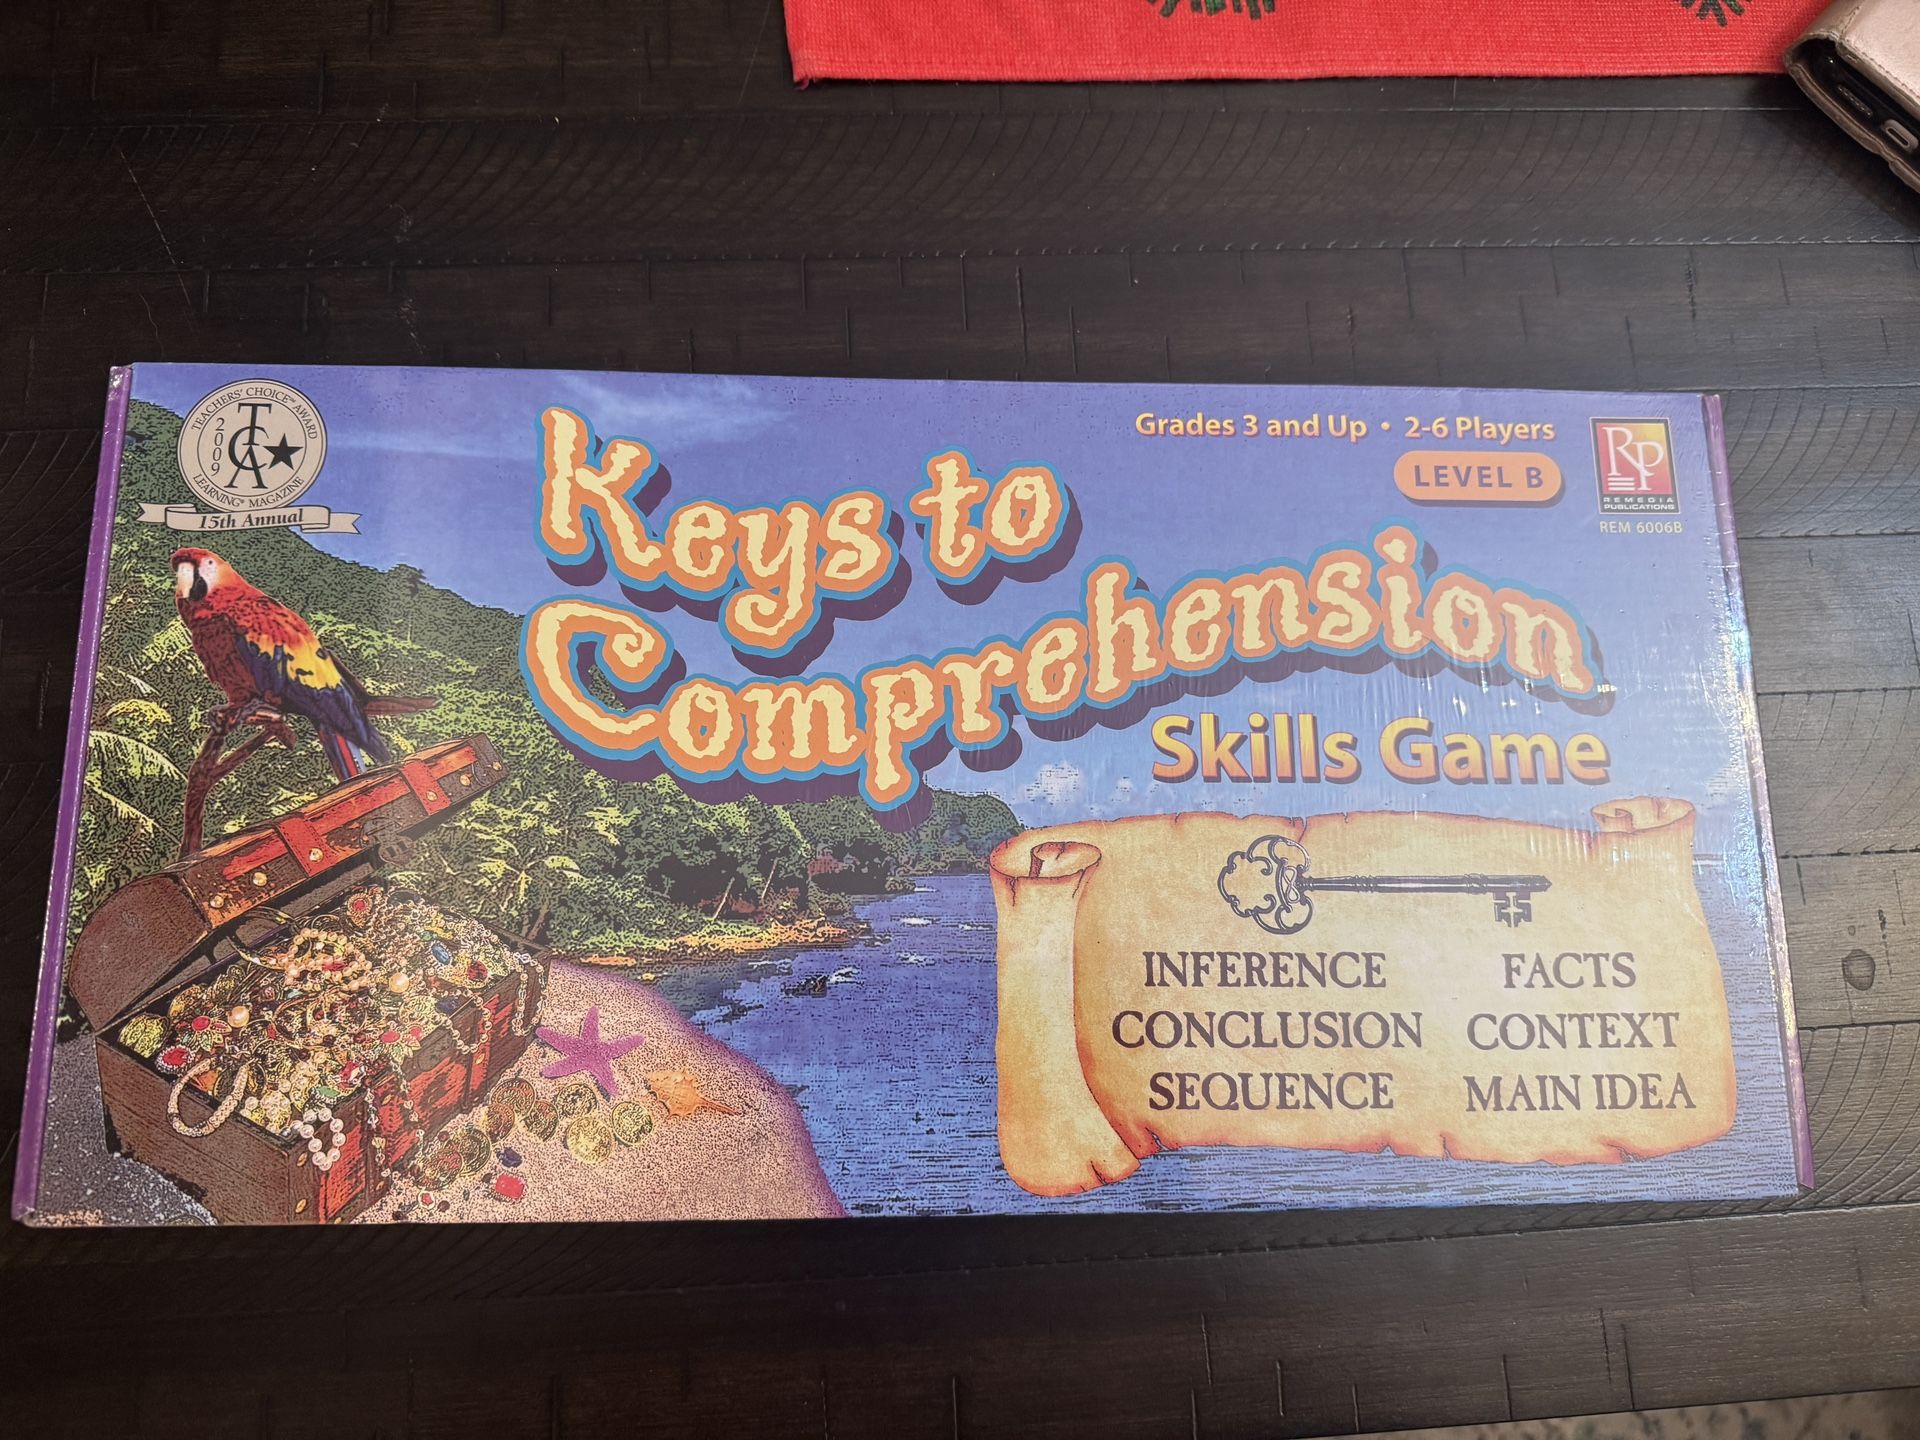 TEACHERS' CHOICE℠ AWARD
2009
TCA
LEARNING® MAGAZINE
15th Annual
Keys to
Comprehension
Skills Game
Grades 3 and Up • 2-6 Players
LEVEL B
RP
REMEDIA
PUBLICATIONS
REM 6006B
INFERENCE FACTS
CONCLUSION CONTEXT
SEQUENCE MAIN IDEA